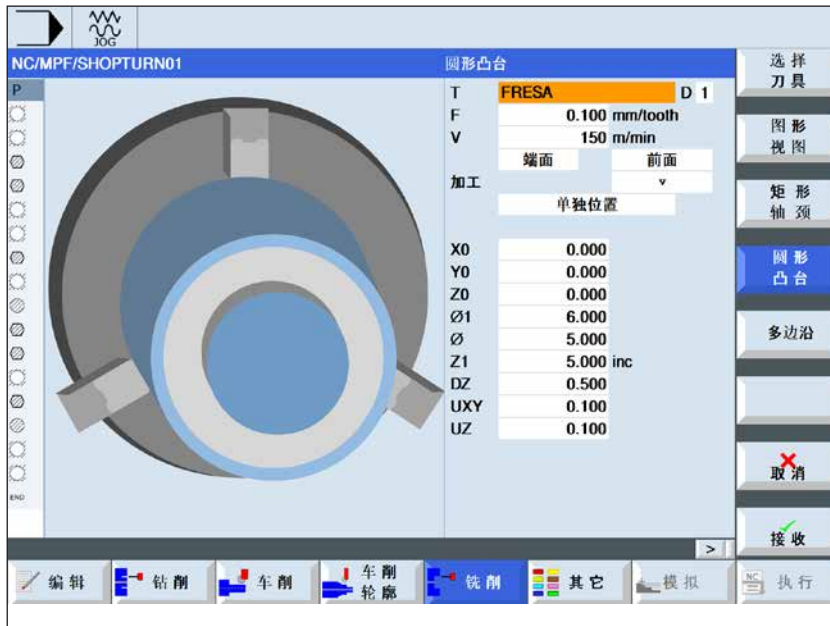 JOG
NC/MPF/SHOPTURN01
圆形凸台
选择
刀具
P
T FRESA D 1
F 0.100 mm/tooth
V 150 m/min
端面 前面
加工 ▿
单独位置
X0 0.000
Y0 0.000
Z0 0.000
Ø1 6.000
Ø 5.000
Z1 5.000 inc
DZ 0.500
UXY 0.100
UZ 0.100
END
图形
视图
矩形
轴颈
圆形
凸台
多边沿
取消
接收
>
编辑
钻削
车削
车削
轮廓
铣削
其它
模拟
NC
执行